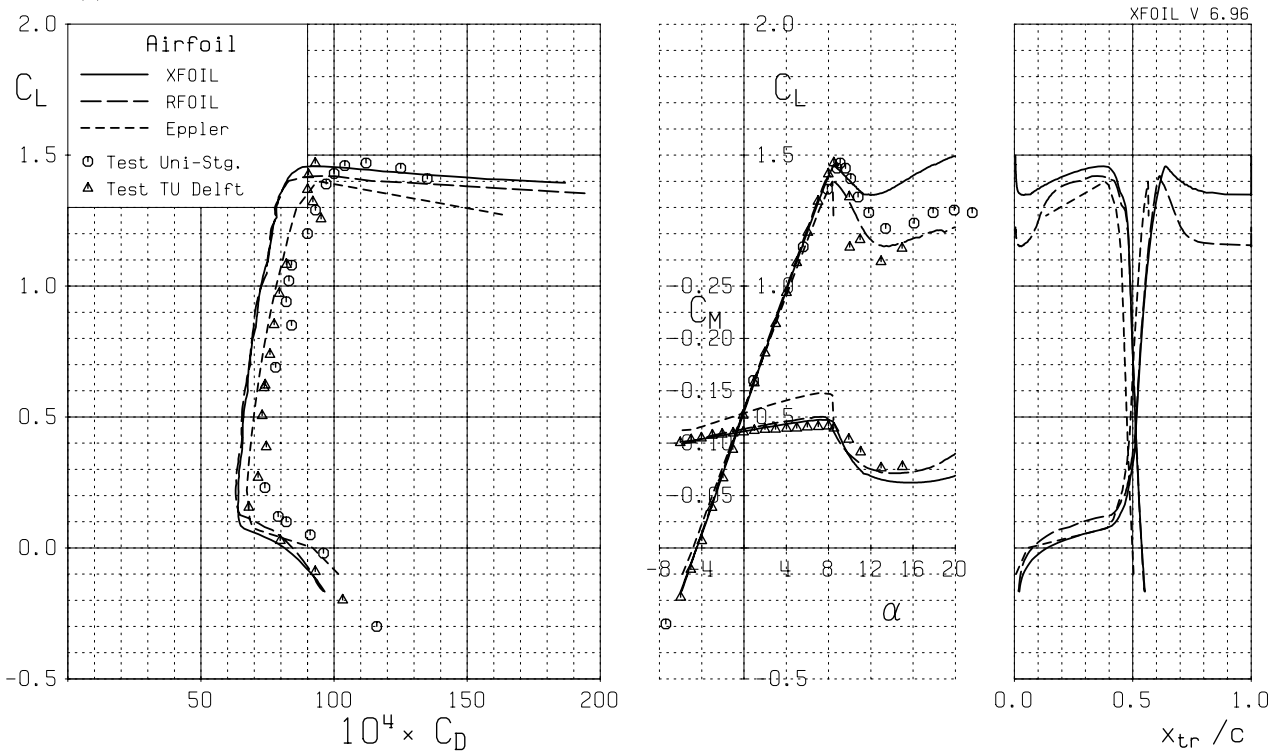 XFOIL V 6.96
2.0
1.5
1.0
0.5
0.0
-0.5
C_L
Airfoil
XFOIL
RFOIL
Eppler
Test Uni-Stg.
Test TU Delft
50 100 150 200
10^4 × C_D
2.0
C_L
1.5
-0.25 1.0
C_M
-0.20
-0.15
0.5
-0.10
-0.05
-8 -4 4 8 12 16 20
α
-0.5
0.0 0.5 1.0
x_tr /c